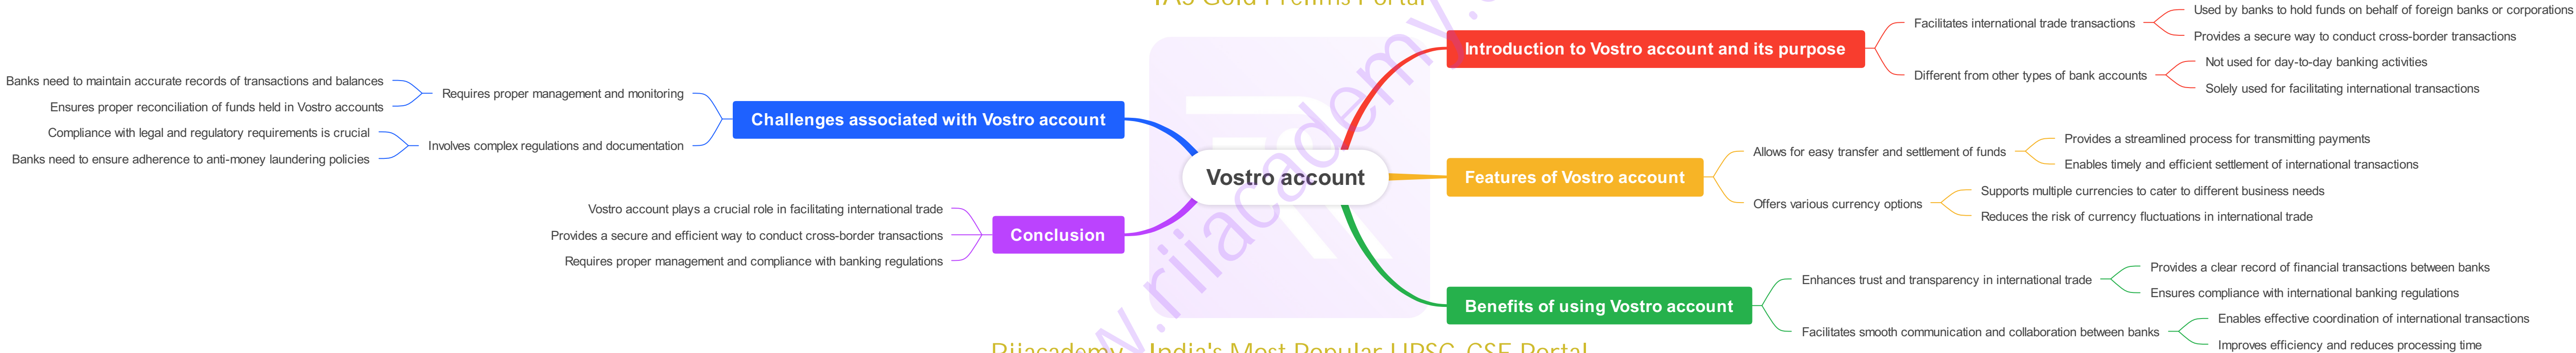 IAS Gold Prelims Portal
Vostro account
Introduction to Vostro account and its purpose
Facilitates international trade transactions
Used by banks to hold funds on behalf of foreign banks or corporations
Provides a secure way to conduct cross-border transactions
Different from other types of bank accounts
Not used for day-to-day banking activities
Solely used for facilitating international transactions
Features of Vostro account
Allows for easy transfer and settlement of funds
Provides a streamlined process for transmitting payments
Enables timely and efficient settlement of international transactions
Offers various currency options
Supports multiple currencies to cater to different business needs
Reduces the risk of currency fluctuations in international trade
Benefits of using Vostro account
Enhances trust and transparency in international trade
Provides a clear record of financial transactions between banks
Ensures compliance with international banking regulations
Facilitates smooth communication and collaboration between banks
Enables effective coordination of international transactions
Improves efficiency and reduces processing time
Challenges associated with Vostro account
Requires proper management and monitoring
Banks need to maintain accurate records of transactions and balances
Ensures proper reconciliation of funds held in Vostro accounts
Involves complex regulations and documentation
Compliance with legal and regulatory requirements is crucial
Banks need to ensure adherence to anti-money laundering policies
Conclusion
Vostro account plays a crucial role in facilitating international trade
Provides a secure and efficient way to conduct cross-border transactions
Requires proper management and compliance with banking regulations
w.rijacademy.
Rijacademy - India's Most Popular UPSC-CSE Portal